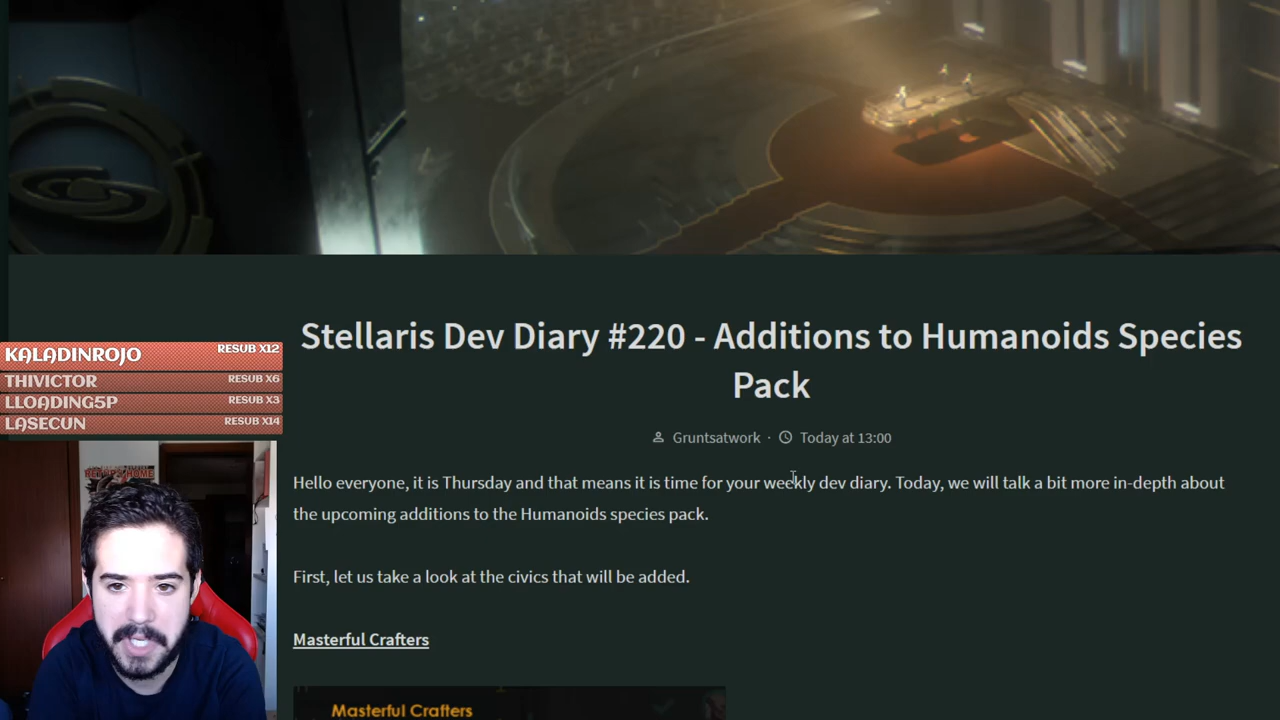 Stellaris Dev Diary #220 - Additions to Humanoids Species
Pack
Gruntsatwork · Today at 13:00
Hello everyone, it is Thursday and that means it is time for your weekly dev diary. Today, we will talk a bit more in-depth about
the upcoming additions to the Humanoids species pack.
First, let us take a look at the civics that will be added.
Masterful Crafters
Masterful Crafters
KALADINROJO RESUB X12
THIVICTOR RESUB X6
LLOADING5P RESUB X3
LASECUN RESUB X14